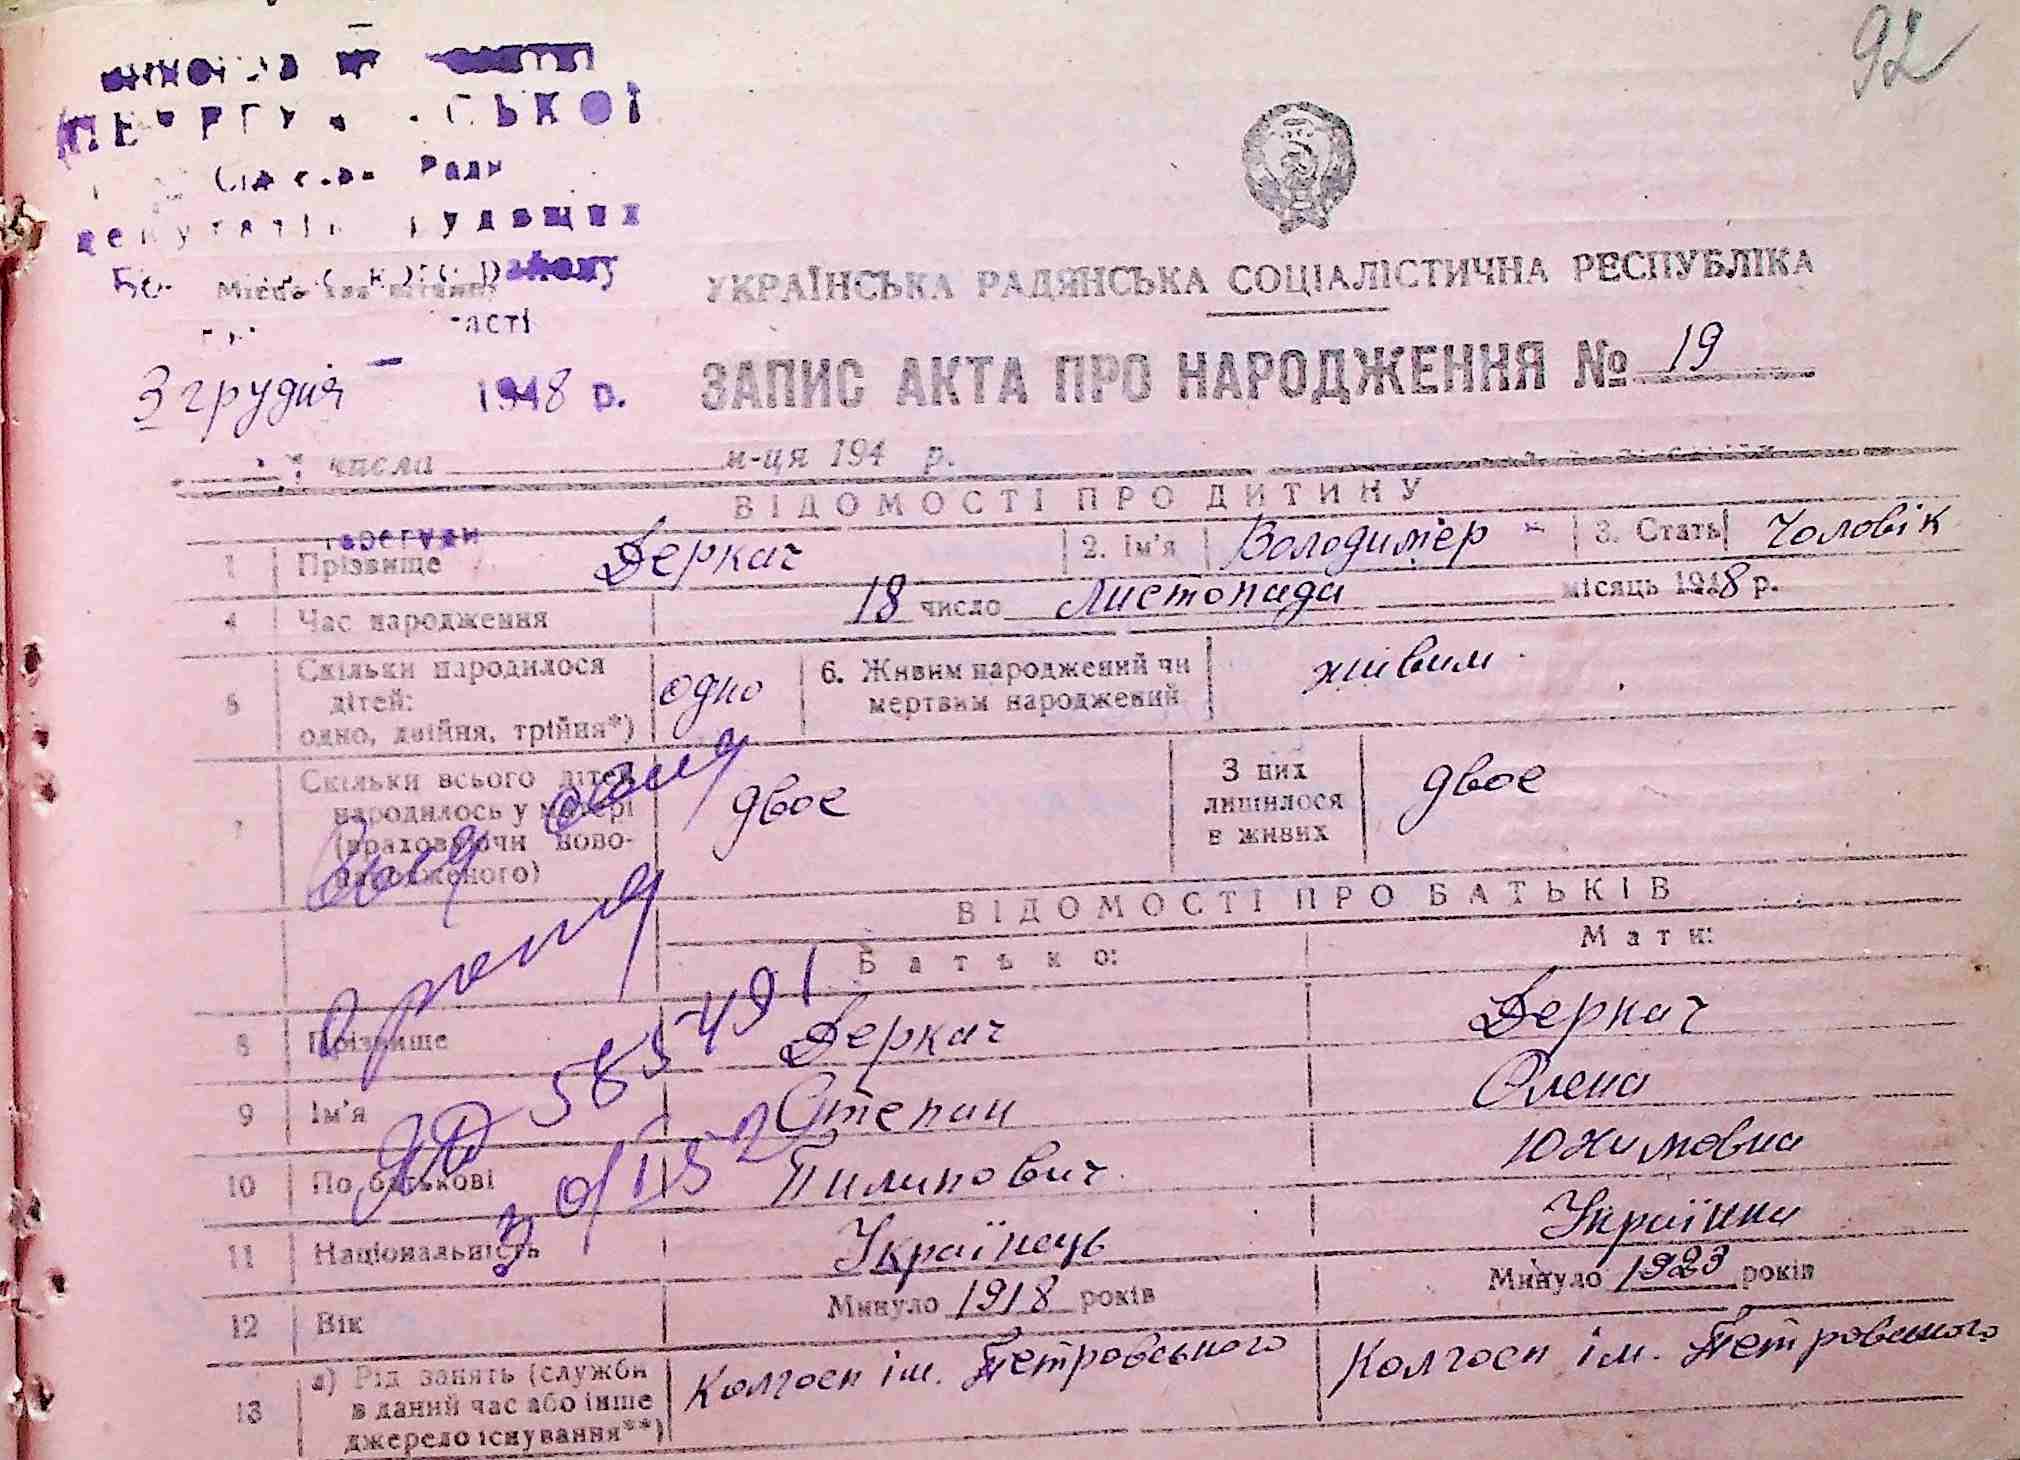 92
Ради
УКРАЇНСЬКА РАДЯНСЬКА СОЦІАЛІСТИЧНА РЕСПУБЛІКА
3 грудня 1948 р.
ЗАПИС АКТА ПРО НАРОДЖЕННЯ № 19
числа м-ця 194 р.
ВІДОМОСТІ ПРО ДИТИНУ
1 Прізвище Деркач 2. Ім'я Володимер 3. Стать Чоловік
4 Час народження 18 число листопада місяць 1948 р.
5 Скільки народилося дітей: одно, двійня, трійня*) одно 6. Живим народжений чи мертвим народжений живим
7 Скільки всього дітей народилось у матері (враховуючи новонародженого) двое З них лишилося в живих двое
ВІДОМОСТІ ПРО БАТЬКІВ
Батько: Мати:
8 Прізвище Деркач Деркач
9 Ім'я Степан Олена
10 По батькові Пилипович Юхимовна
11 Національність Українець Українка
12 Вік Минуло 1918 років Минуло 1923 років
13 а) Рід занять (служби в даний час або інше джерело існування**) Колгосп ім. Петровського Колгосп ім. Петровського